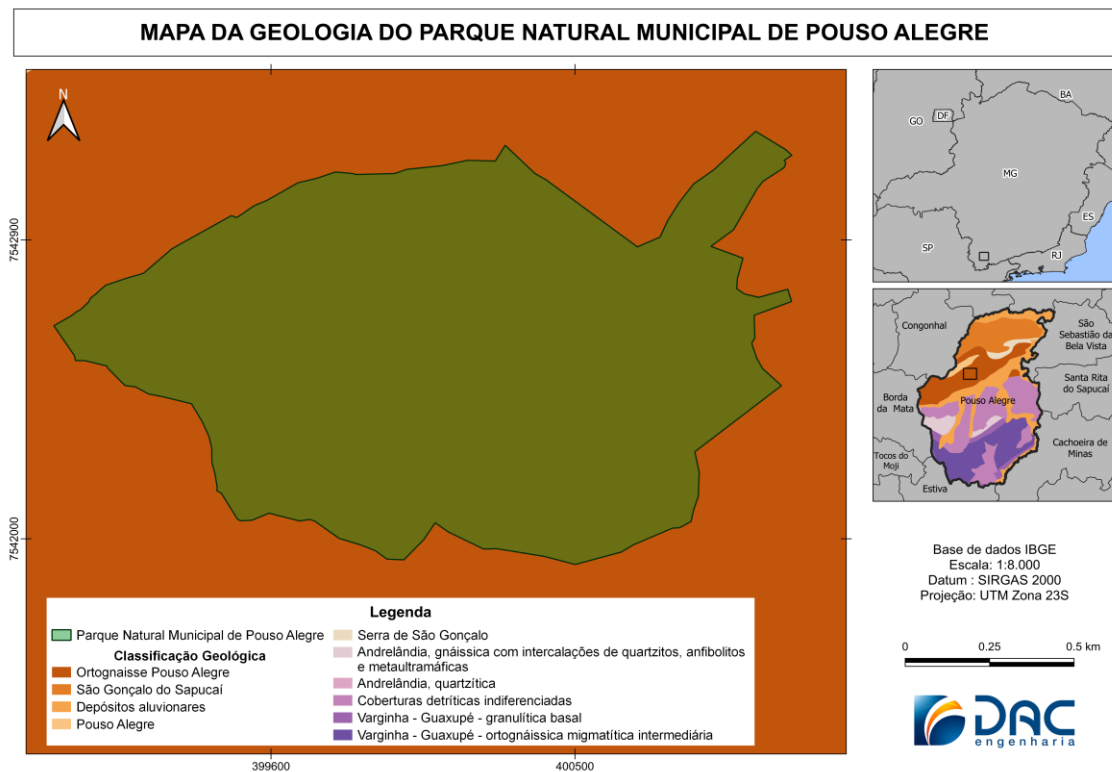 MAPA DA GEOLOGIA DO PARQUE NATURAL MUNICIPAL DE POUSO ALEGRE
N
7542900
7542000
399600
400500
Legenda
Parque Natural Municipal de Pouso Alegre
Classificação Geológica
Ortognaisse Pouso Alegre
São Gonçalo do Sapucaí
Depósitos aluvionares
Pouso Alegre
Serra de São Gonçalo
Andrelândia, gnáissica com intercalações de quartzitos, anfibolitos
e metaultramáficas
Andrelândia, quartzítica
Coberturas detríticas indiferenciadas
Varginha - Guaxupé - granulítica basal
Varginha - Guaxupé - ortognáissica migmatítica intermediária
BA
GO
DF
MG
ES
SP
RJ
Congonhal
São
Sebastião da
Bela Vista
Santa Rita
do Sapucaí
Borda
da Mata
Pouso Alegre
Cachoeira de
Minas
Tocos do
Moji
Estiva
Base de dados IBGE
Escala: 1:8.000
Datum : SIRGAS 2000
Projeção: UTM Zona 23S
0 0.25 0.5 km
DAC
engenharia